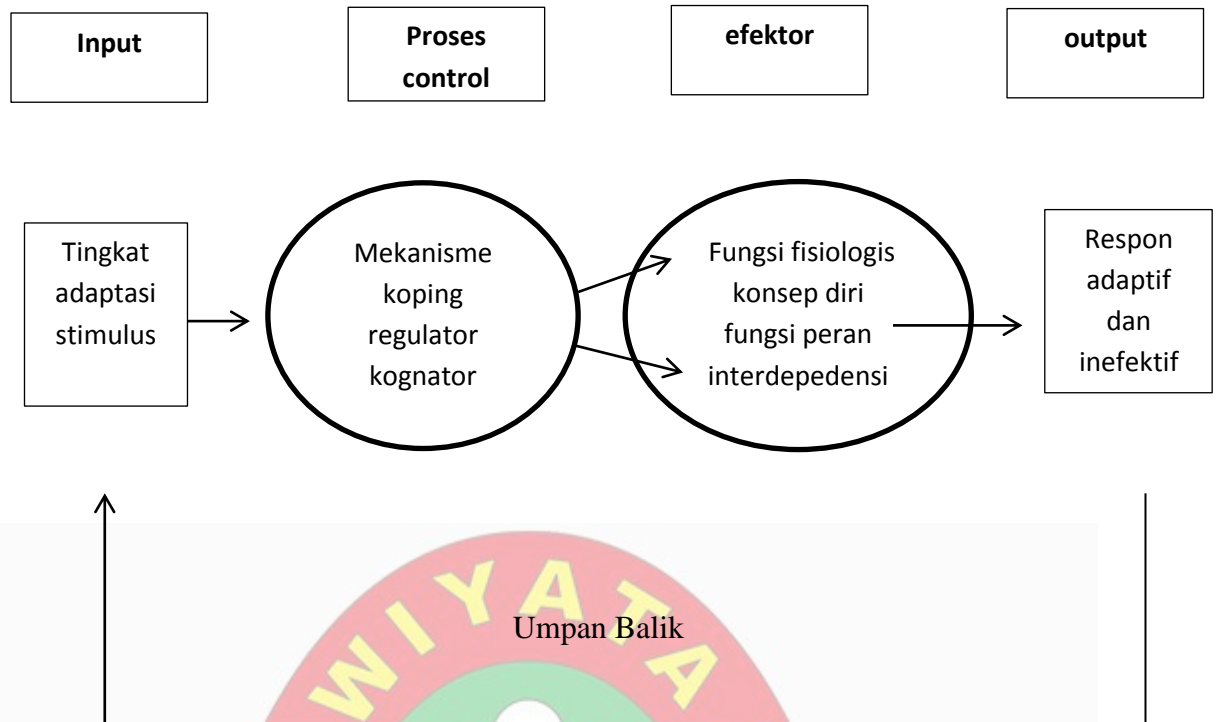 Input
Proses
control
efektor
output
Tingkat
adaptasi
stimulus
Mekanisme
koping
regulator
kognator
Fungsi fisiologis
konsep diri
fungsi peran
interdepedensi
Respon
adaptif
dan
inefektif
WIYATA
Umpan Balik